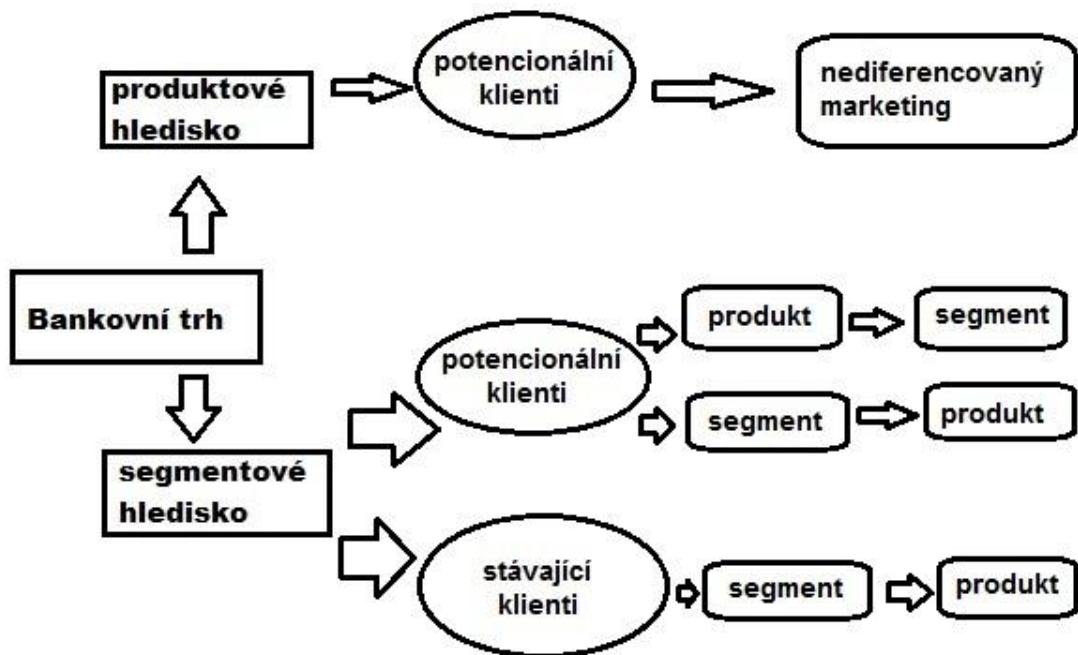 potencionální
klienti
nediferencovaný
marketing
produktové
hledisko
Bankovní trh
produkt
segment
potencionální
klienti
segment
produkt
segmentové
hledisko
stávající
klienti
segment
produkt